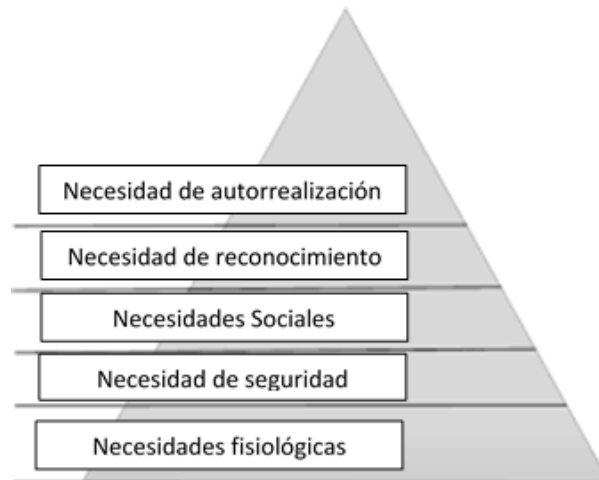 Necesidad de autorrealización
Necesidad de reconocimiento
Necesidades Sociales
Necesidad de seguridad
Necesidades fisiológicas